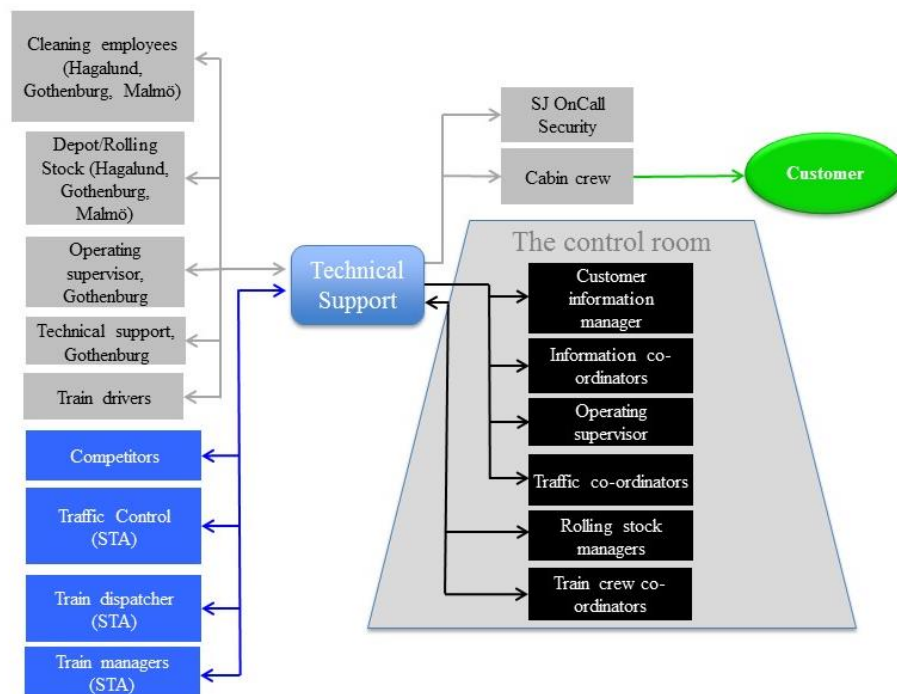 Cleaning employees
(Hagalund,
Gothenburg, Malmö)
Depot/Rolling
Stock (Hagalund,
Gothenburg,
Malmö)
Operating
supervisor,
Gothenburg
Technical support,
Gothenburg
Train drivers
Competitors
Traffic Control
(STA)
Train dispatcher
(STA)
Train managers
(STA)
Technical
Support
SJ OnCall
Security
Cabin crew
Customer
The control room
Customer
information
manager
Information co-
ordinators
Operating
supervisor
Traffic co-ordinators
Rolling stock
managers
Train crew co-
ordinators